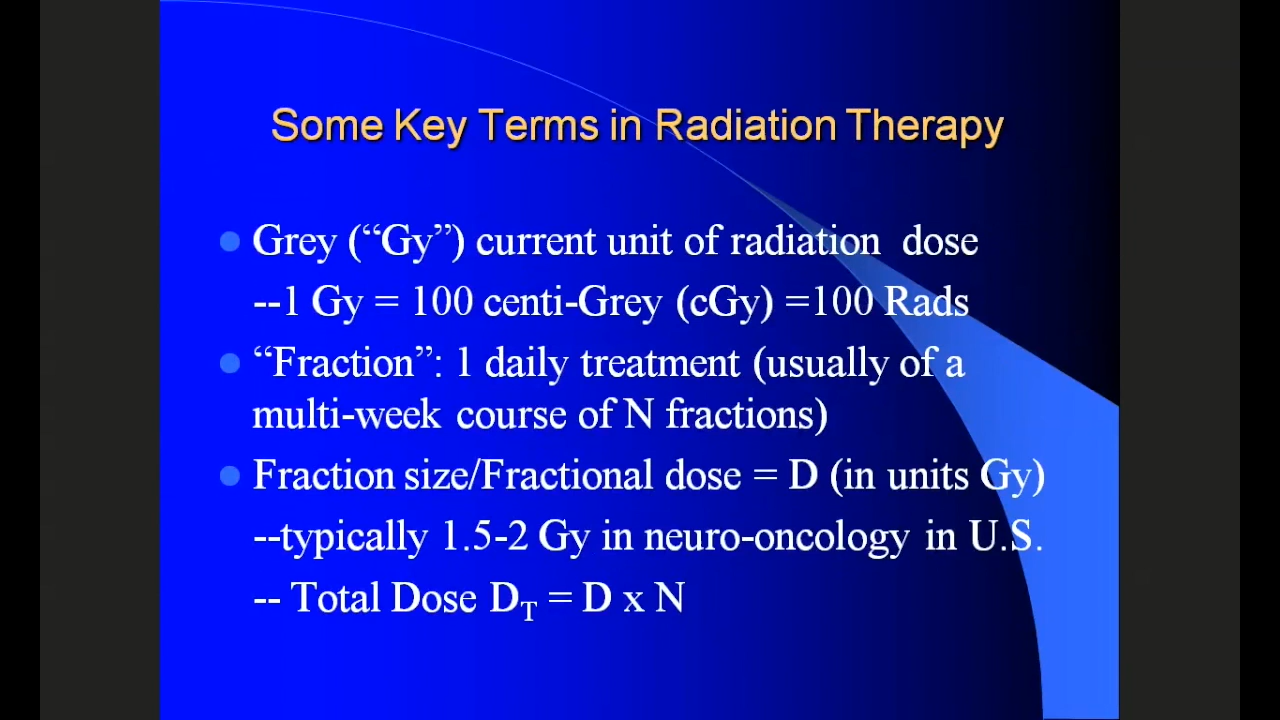 Some Key Terms in Radiation Therapy
Grey (“Gy”) current unit of radiation dose
--1 Gy = 100 centi-Grey (cGy) =100 Rads
“Fraction”: 1 daily treatment (usually of a
multi-week course of N fractions)
Fraction size/Fractional dose = D (in units Gy)
--typically 1.5-2 Gy in neuro-oncology in U.S.
-- Total Dose D_T = D x N